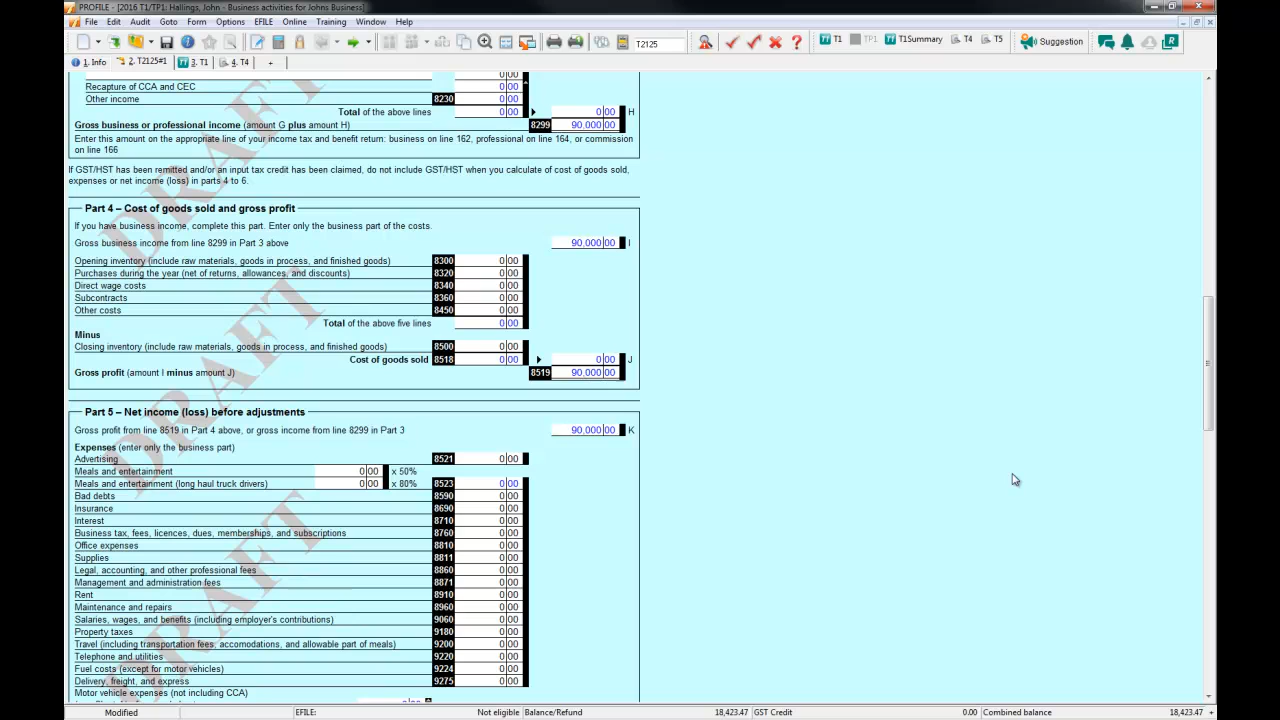 PROFILE - [2016 T1/TP1: Hallings, John - Business activities for Johns Business]
File Edit Audit Goto Form Options EFILE Online Training Window Help
T2125 T1 TP1 T1Summary T4 T5 Suggestion
1. Info 2. T2125#1 3. T1 4. T4 +
0 00
Recapture of CCA and CEC 0 00
Other income 8230 0 00
Total of the above lines 0 00 0 00 H
Gross business or professional income (amount G plus amount H) 8299 90,000 00
Enter this amount on the appropriate line of your income tax and benefit return: business on line 162, professional on line 164, or commission
on line 166
If GST/HST has been remitted and/or an input tax credit has been claimed, do not include GST/HST when you calculate of cost of goods sold,
expenses or net income (loss) in parts 4 to 6.
Part 4 – Cost of goods sold and gross profit
If you have business income, complete this part. Enter only the business part of the costs.
Gross business income from line 8299 in Part 3 above 90,000 00 I
Opening inventory (include raw materials, goods in process, and finished goods) 8300 0 00
Purchases during the year (net of returns, allowances, and discounts) 8320 0 00
Direct wage costs 8340 0 00
Subcontracts 8360 0 00
Other costs 8450 0 00
Total of the above five lines 0 00
Minus
Closing inventory (include raw materials, goods in process, and finished goods) 8500 0 00
Cost of goods sold 8518 0 00 0 00 J
Gross profit (amount I minus amount J) 8519 90,000 00
Part 5 – Net income (loss) before adjustments
Gross profit from line 8519 in Part 4 above, or gross income from line 8299 in Part 3 90,000 00 K
Expenses (enter only the business part)
Advertising 8521 0 00
Meals and entertainment 0 00 x 50%
Meals and entertainment (long haul truck drivers) 0 00 x 80% 8523 0 00
Bad debts 8590 0 00
Insurance 8690 0 00
Interest 8710 0 00
Business tax, fees, licences, dues, memberships, and subscriptions 8760 0 00
Office expenses 8810 0 00
Supplies 8811 0 00
Legal, accounting, and other professional fees 8860 0 00
Management and administration fees 8871 0 00
Rent 8910 0 00
Maintenance and repairs 8960 0 00
Salaries, wages, and benefits (including employer's contributions) 9060 0 00
Property taxes 9180 0 00
Travel (including transportation fees, accomodations, and allowable part of meals) 9200 0 00
Telephone and utilities 9220 0 00
Fuel costs (except for motor vehicles) 9224 0 00
Delivery, freight, and express 9275 0 00
Motor vehicle expenses (not including CCA)
DRAFT
DRAFT
DRAFT
Modified EFILE: Not eligible Balance/Refund 18,423.47 GST Credit 0.00 Combined balance 18,423.47